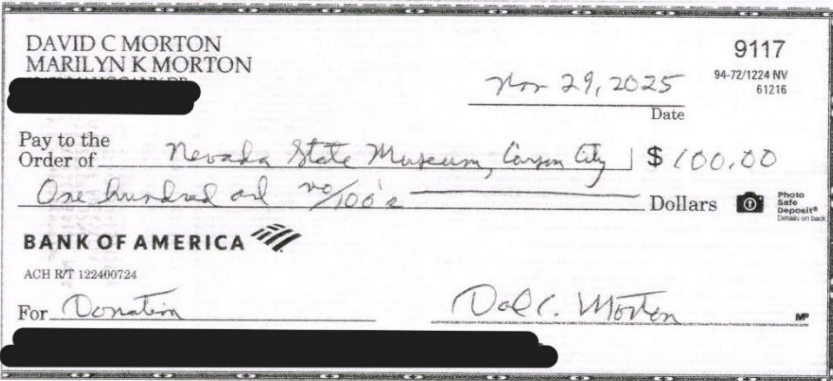 DAVID C MORTON
MARILYN K MORTON
9117
94-72/1224 NV
61216
Nov 29, 2025
Date
Pay to the
Order of Nevada State Museum, Carson City $ 100.00
One hundred and no/100's Dollars
Photo
Safe
Deposit®
Details on back
BANK OF AMERICA
ACH R/T 122400724
For Donation
Dal C. Morton
MP